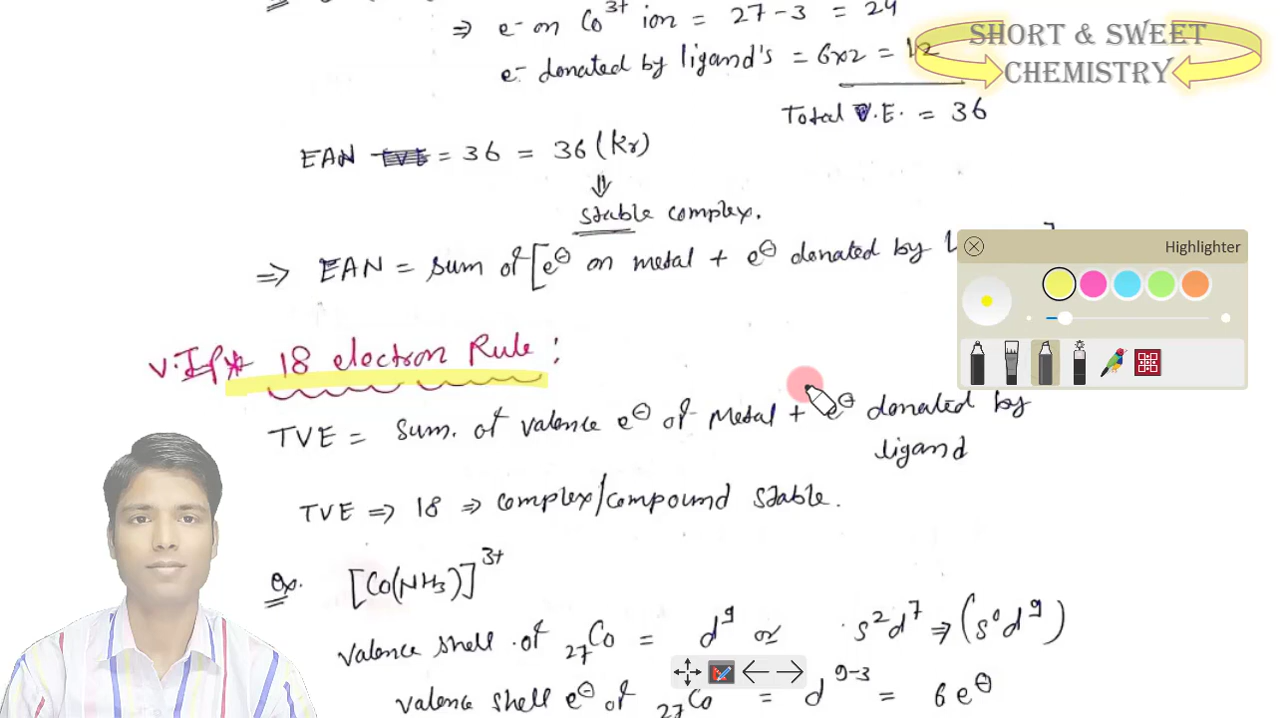 ⇒ e- on Co3+ ion = 27-3 = 24
e- donated by ligand's = 6x2 = 12
SHORT & SWEET
CHEMISTRY
Total V.E. = 36
EAN TVE = 36 = 36 (Kr)
⇓
stable complex.
⇒ EAN = sum of [e⊖ on metal + e⊖ donated by
Highlighter
V.Imp* 18 electron Rule :
TVE = sum. of valence e⊖ of Metal + e⊖ donated by
ligand
TVE ⇒ 18 ⇒ complex/compound stable.
Ex. [Co(NH3)]3+
valence shell of 27Co = d9 or s2d7 ⇒ (s0d9)
valence shell e⊖ of 27Co = d9-3 = 6e⊖